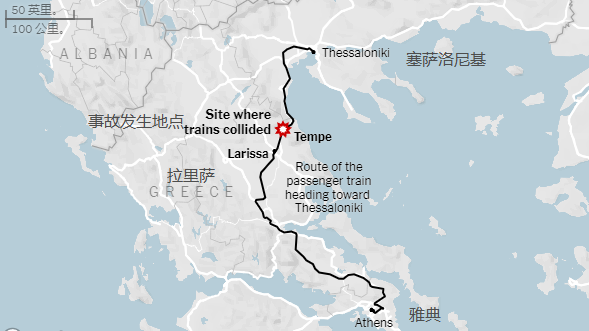 50 英里。
100 公里。
ALBANIA
Thessaloniki
塞萨洛尼基
事故发生地点
Site where
trains collided
Tempe
Larissa
拉里萨
GREECE
Route of the
passenger train
heading toward
Thessaloniki
雅典
Athens